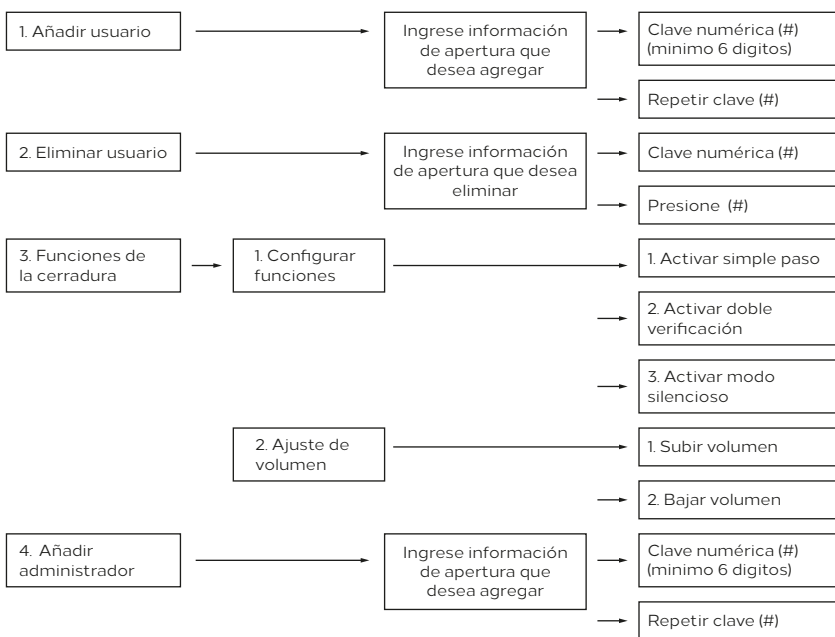 1. Añadir usuario
Ingrese información
de apertura que
desea agregar
Clave numérica (#)
(minimo 6 digitos)
Repetir clave (#)
2. Eliminar usuario
Ingrese información
de apertura que desea
eliminar
Clave numérica (#)
Presione (#)
3. Funciones de
la cerradura
1. Configurar
funciones
1. Activar simple paso
2. Activar doble
verificación
3. Activar modo
silencioso
2. Ajuste de
volumen
1. Subir volumen
2. Bajar volumen
4. Añadir
administrador
Ingrese información
de apertura que
desea agregar
Clave numérica (#)
(minimo 6 digitos)
Repetir clave (#)